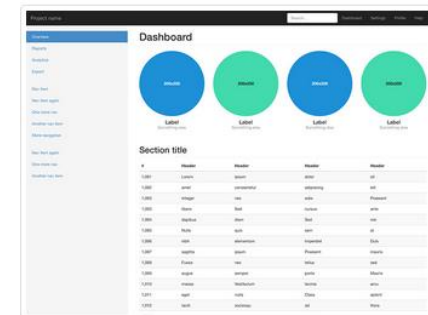 Project name
Search...
Dashboard Settings Profile Help
Overview
Reports
Analytics
Export
Nav item
Nav item again
One more nav
Another nav item
More navigation
Nav item again
One more nav
Another nav item
Dashboard
200x200 200x200 200x200 200x200
Label Label Label Label
Something else Something else Something else Something else
Section title
# Header Header Header Header
1,001 Lorem ipsum dolor sit
1,002 amet consectetur adipiscing elit
1,003 Integer nec odio Praesent
1,003 libero Sed cursus ante
1,004 dapibus diam Sed nisi
1,005 Nulla quis sem at
1,006 nibh elementum imperdiet Duis
1,007 sagittis ipsum Praesent mauris
1,008 Fusce nec tellus sed
1,009 augue semper porta Mauris
1,010 massa Vestibulum lacinia arcu
1,011 eget nulla Class aptent
1,012 taciti sociosqu ad litora